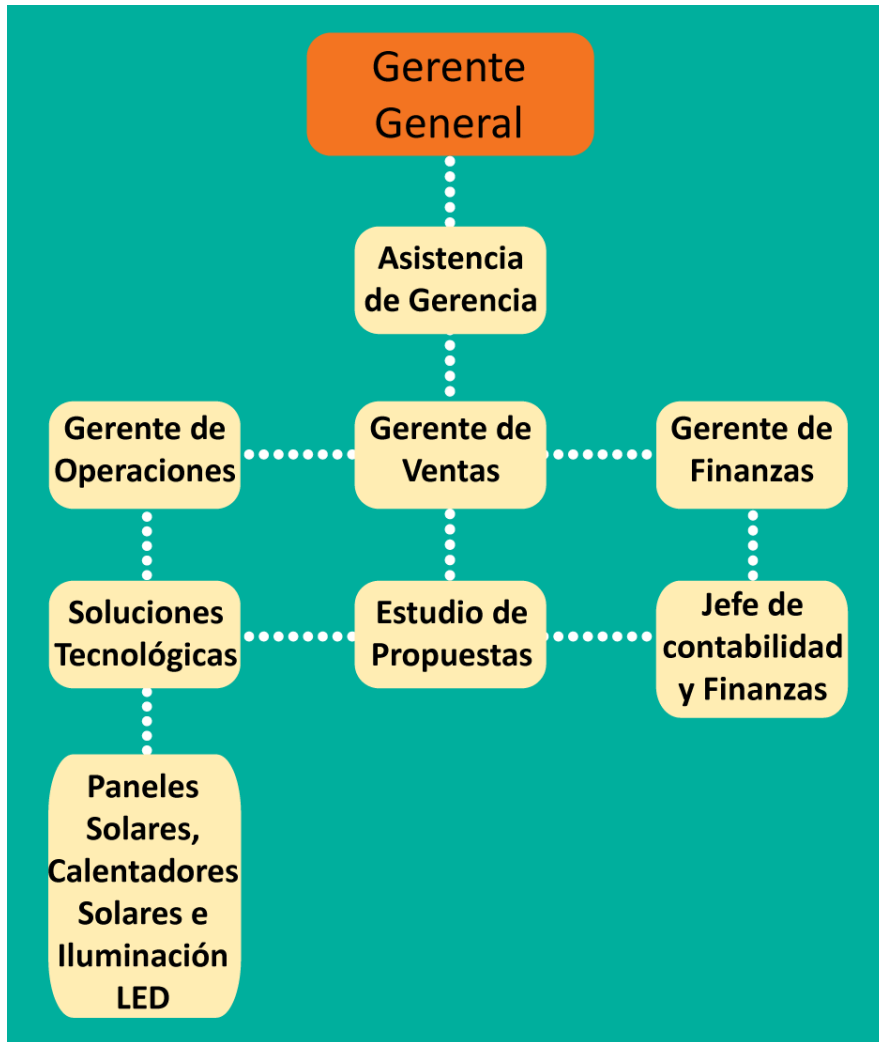 Gerente
General
Asistencia
de Gerencia
Gerente de
Operaciones
Gerente de
Ventas
Gerente de
Finanzas
Soluciones
Tecnológicas
Estudio de
Propuestas
Jefe de
contabilidad
y Finanzas
Paneles
Solares,
Calentadores
Solares e
Iluminación
LED